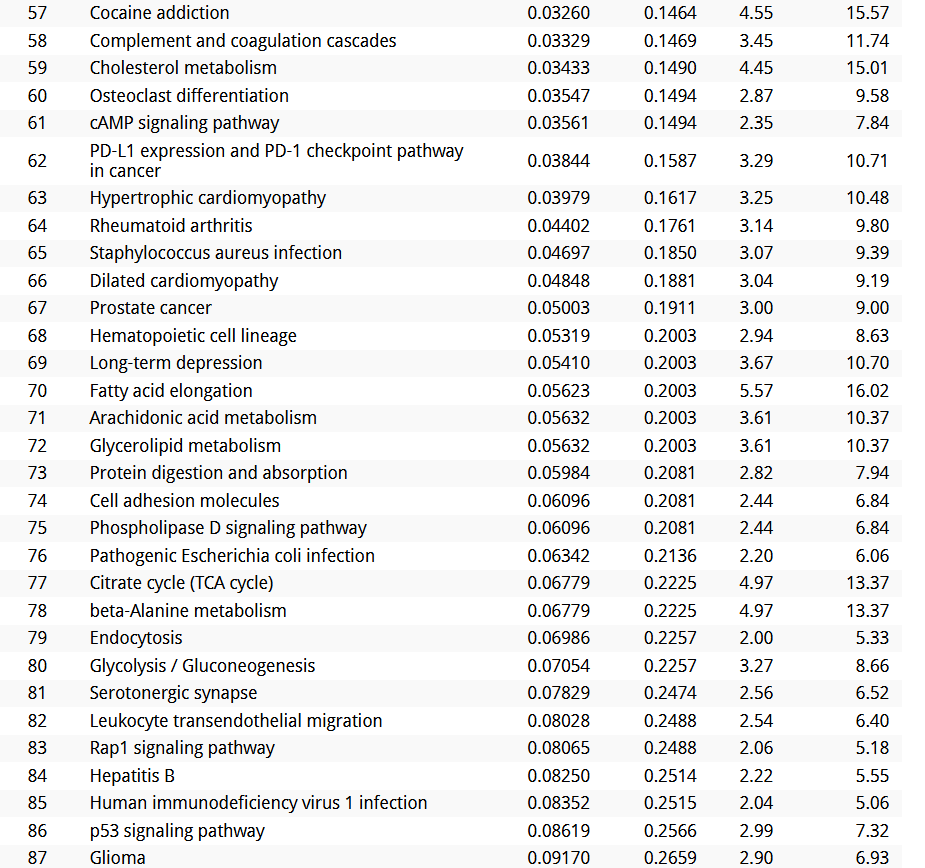 57 Cocaine addiction 0.03260 0.1464 4.55 15.57
58 Complement and coagulation cascades 0.03329 0.1469 3.45 11.74
59 Cholesterol metabolism 0.03433 0.1490 4.45 15.01
60 Osteoclast differentiation 0.03547 0.1494 2.87 9.58
61 cAMP signaling pathway 0.03561 0.1494 2.35 7.84
62 PD-L1 expression and PD-1 checkpoint pathway 0.03844 0.1587 3.29 10.71
in cancer
63 Hypertrophic cardiomyopathy 0.03979 0.1617 3.25 10.48
64 Rheumatoid arthritis 0.04402 0.1761 3.14 9.80
65 Staphylococcus aureus infection 0.04697 0.1850 3.07 9.39
66 Dilated cardiomyopathy 0.04848 0.1881 3.04 9.19
67 Prostate cancer 0.05003 0.1911 3.00 9.00
68 Hematopoietic cell lineage 0.05319 0.2003 2.94 8.63
69 Long-term depression 0.05410 0.2003 3.67 10.70
70 Fatty acid elongation 0.05623 0.2003 5.57 16.02
71 Arachidonic acid metabolism 0.05632 0.2003 3.61 10.37
72 Glycerolipid metabolism 0.05632 0.2003 3.61 10.37
73 Protein digestion and absorption 0.05984 0.2081 2.82 7.94
74 Cell adhesion molecules 0.06096 0.2081 2.44 6.84
75 Phospholipase D signaling pathway 0.06096 0.2081 2.44 6.84
76 Pathogenic Escherichia coli infection 0.06342 0.2136 2.20 6.06
77 Citrate cycle (TCA cycle) 0.06779 0.2225 4.97 13.37
78 beta-Alanine metabolism 0.06779 0.2225 4.97 13.37
79 Endocytosis 0.06986 0.2257 2.00 5.33
80 Glycolysis / Gluconeogenesis 0.07054 0.2257 3.27 8.66
81 Serotonergic synapse 0.07829 0.2474 2.56 6.52
82 Leukocyte transendothelial migration 0.08028 0.2488 2.54 6.40
83 Rap1 signaling pathway 0.08065 0.2488 2.06 5.18
84 Hepatitis B 0.08250 0.2514 2.22 5.55
85 Human immunodeficiency virus 1 infection 0.08352 0.2515 2.04 5.06
86 p53 signaling pathway 0.08619 0.2566 2.99 7.32
87 Glioma 0.09170 0.2659 2.90 6.93